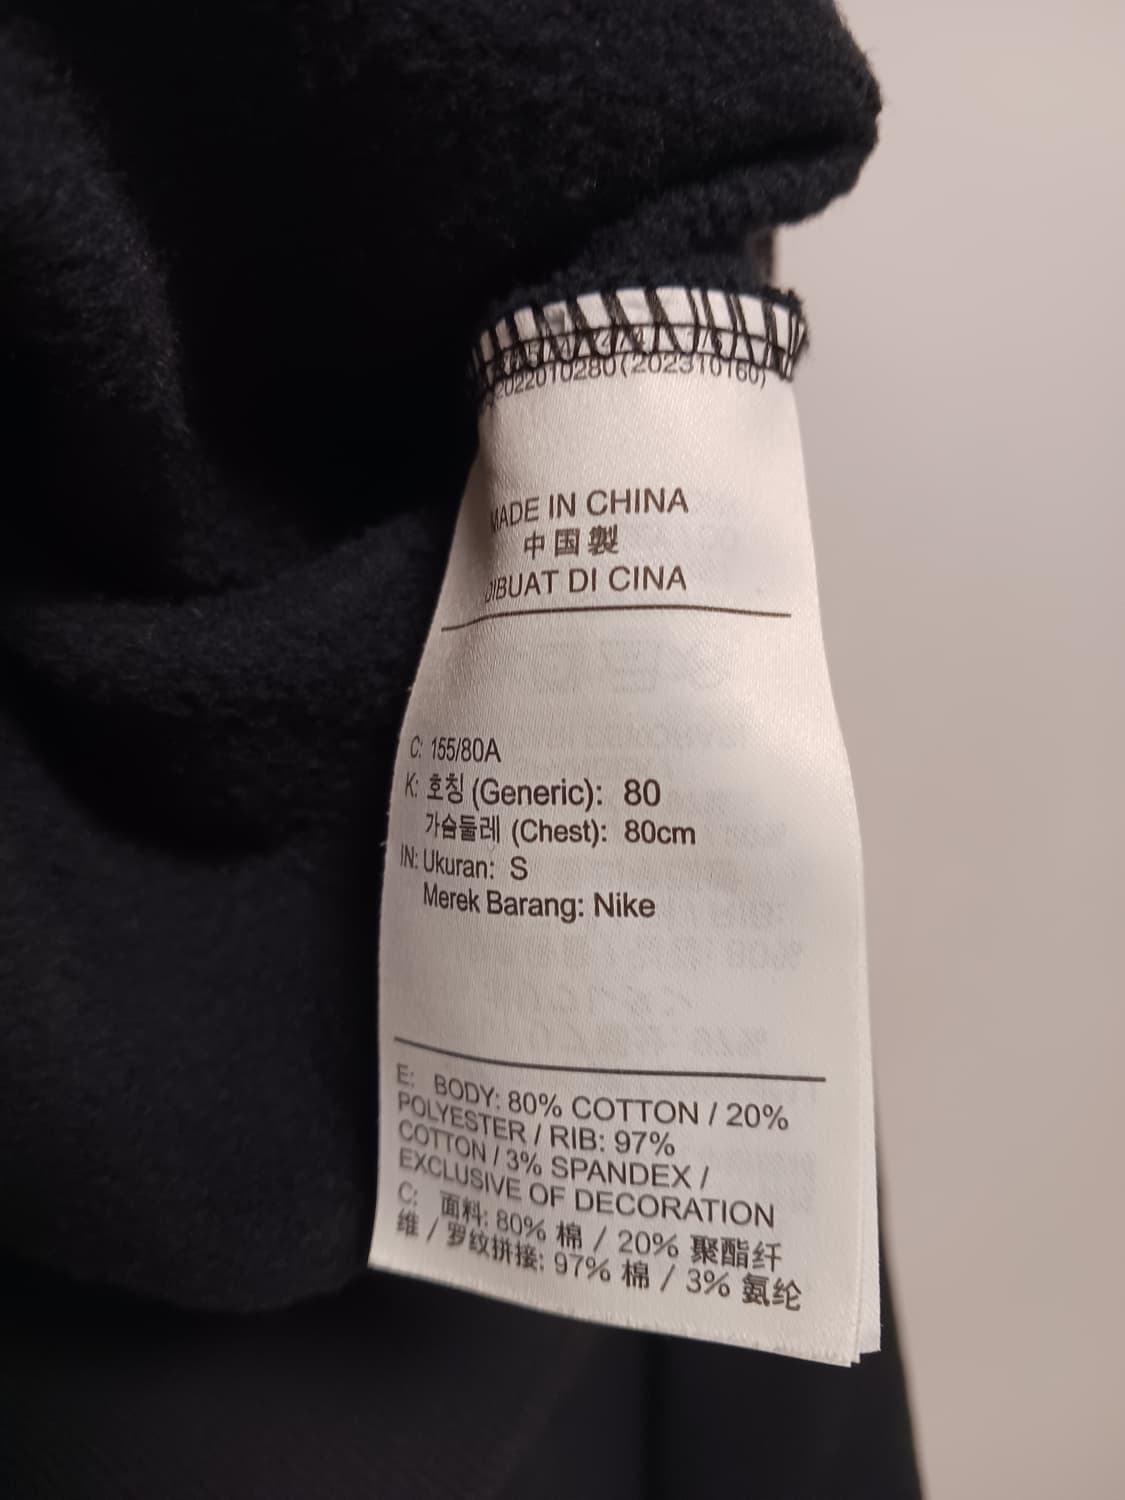 2022010280(202310160)
MADE IN CHINA
中国製
DIBUAT DI CINA
C: 155/80A
K: 호칭 (Generic): 80
가슴둘레 (Chest): 80cm
IN: Ukuran: S
Merek Barang: Nike
E: BODY: 80% COTTON / 20%
POLYESTER / RIB: 97%
COTTON / 3% SPANDEX /
EXCLUSIVE OF DECORATION
C: 面料: 80% 棉 / 20% 聚酯纤
维 / 罗纹拼接: 97% 棉 / 3% 氨纶